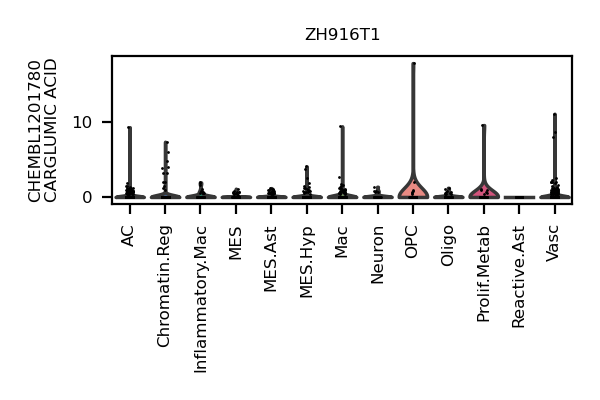 ZH916T1
CHEMBL1201780
CARGLUMIC ACID
10
0
AC
Chromatin.Reg
Inflammatory.Mac
MES
MES.Ast
MES.Hyp
Mac
Neuron
OPC
Oligo
Prolif.Metab
Reactive.Ast
Vasc